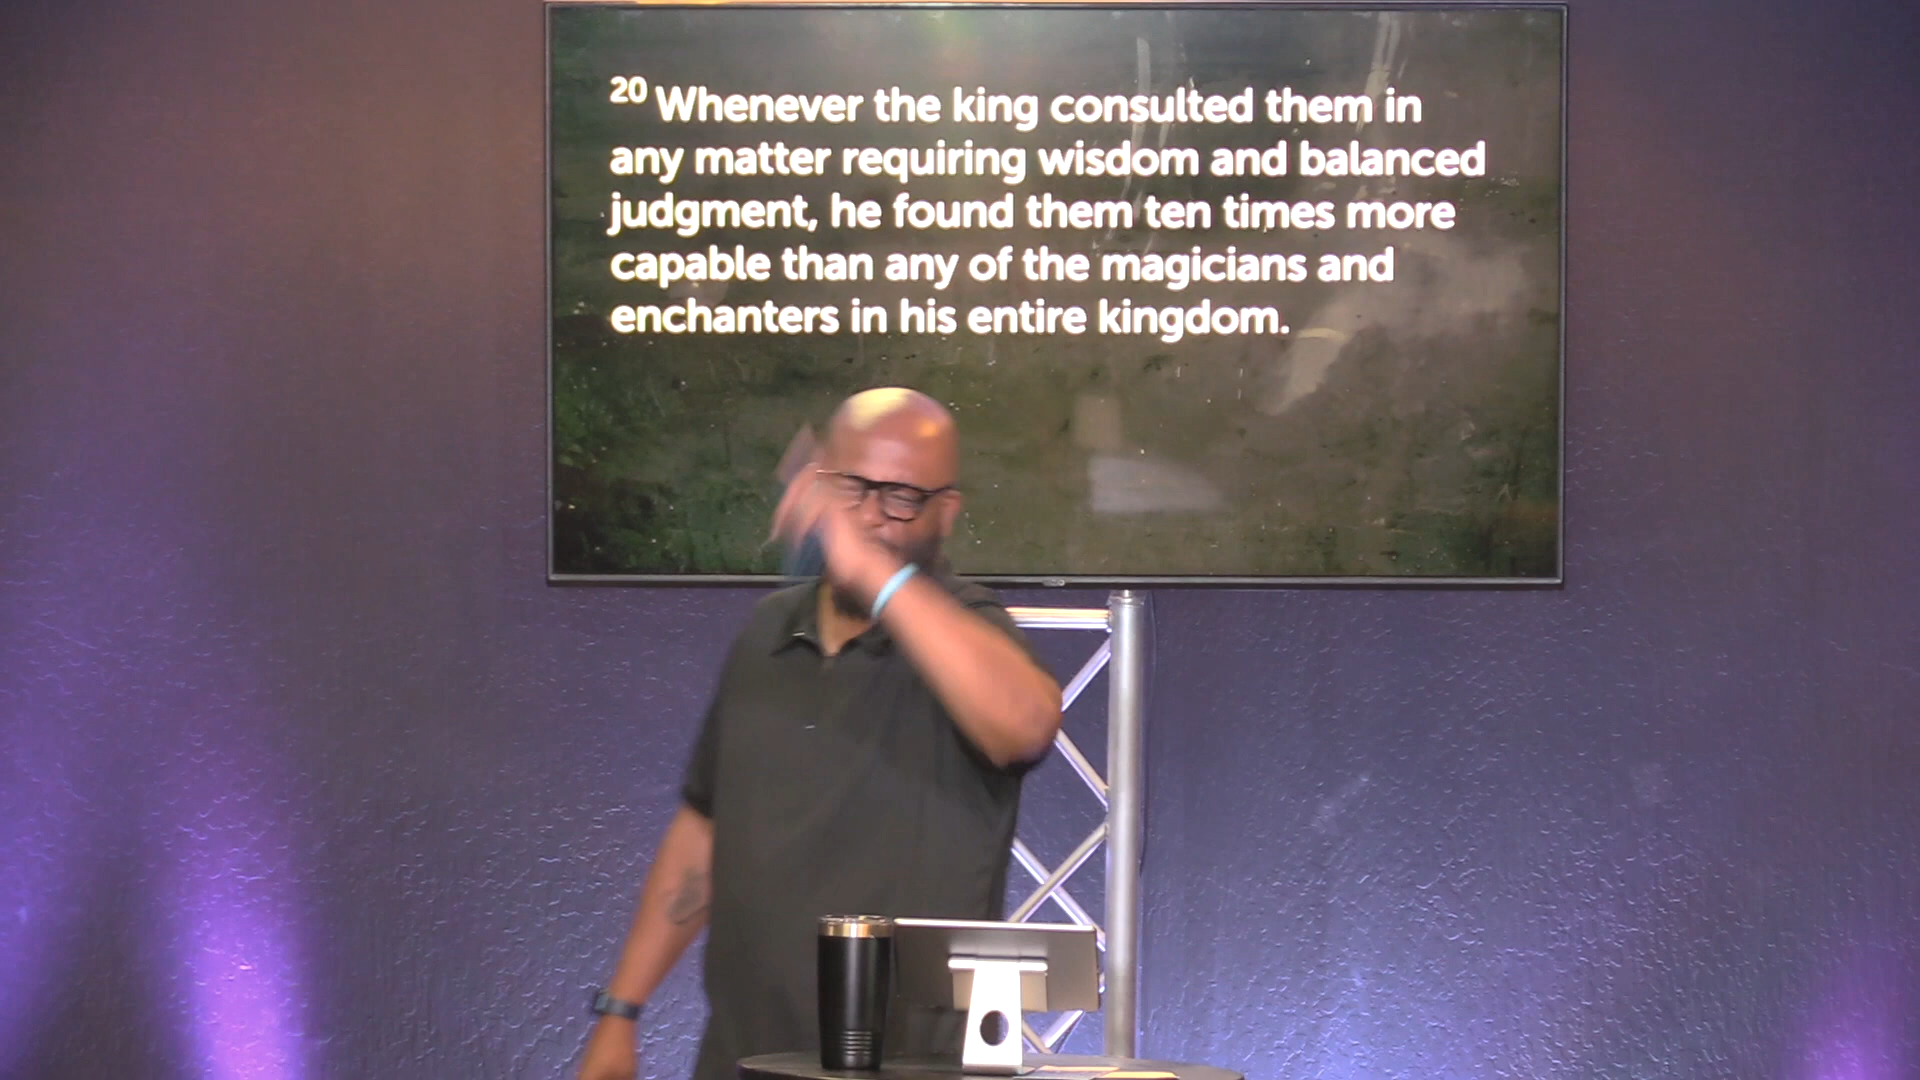 20 Whenever the king consulted them in
any matter requiring wisdom and balanced
judgment, he found them ten times more
capable than any of the magicians and
enchanters in his entire kingdom.